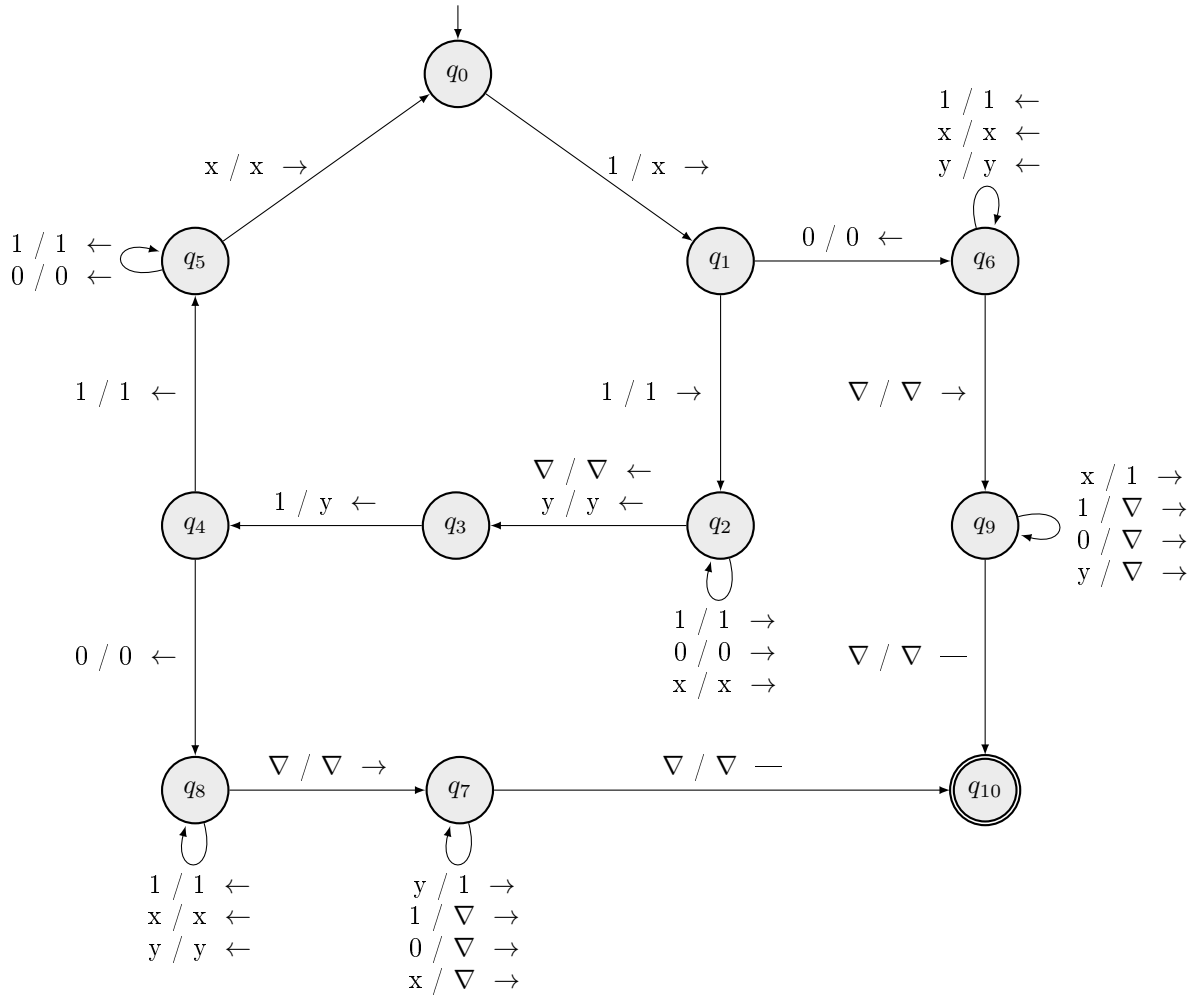 q0
1 / 1 ←
x / x ←
y / y ←
x / x →
1 / x →
1 / 1 ←
0 / 0 ←
q5
q1
0 / 0 ←
q6
1 / 1 ←
1 / 1 →
∇ / ∇ →
∇ / ∇ ←
y / y ←
1 / y ←
q4
q3
q2
q9
x / 1 →
1 / ∇ →
0 / ∇ →
y / ∇ →
1 / 1 →
0 / 0 →
x / x →
0 / 0 ←
∇ / ∇ —
∇ / ∇ →
∇ / ∇ —
q8
q7
q10
1 / 1 ←
x / x ←
y / y ←
y / 1 →
1 / ∇ →
0 / ∇ →
x / ∇ →